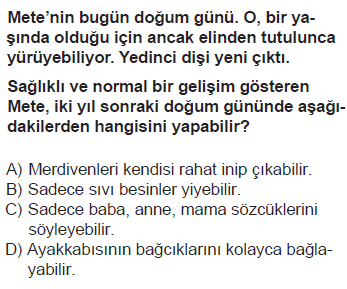 Mete’nin bugün doğum günü. O, bir ya-
şında olduğu için ancak elinden tutulunca
yürüyebiliyor. Yedinci dişi yeni çıktı.
Sağlıklı ve normal bir gelişim gösteren
Mete, iki yıl sonraki doğum gününde aşağı-
dakilerden hangisini yapabilir?
A) Merdivenleri kendisi rahat inip çıkabilir.
B) Sadece sıvı besinler yiyebilir.
C) Sadece baba, anne, mama sözcüklerini
söyleyebilir.
D) Ayakkabısının bağcıklarını kolayca bağla-
yabilir.